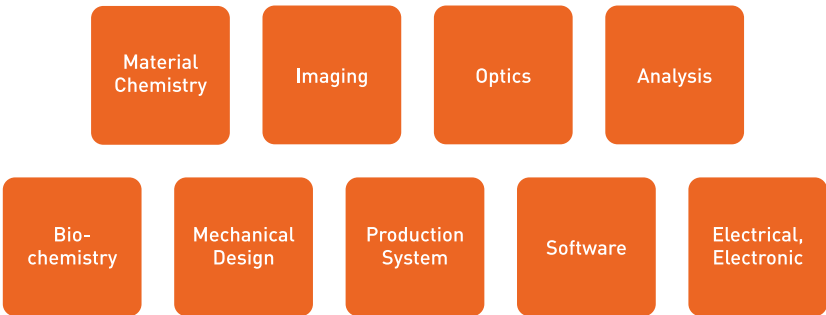 Material
Chemistry
Imaging
Optics
Analysis
Bio-
chemistry
Mechanical
Design
Production
System
Software
Electrical,
Electronic